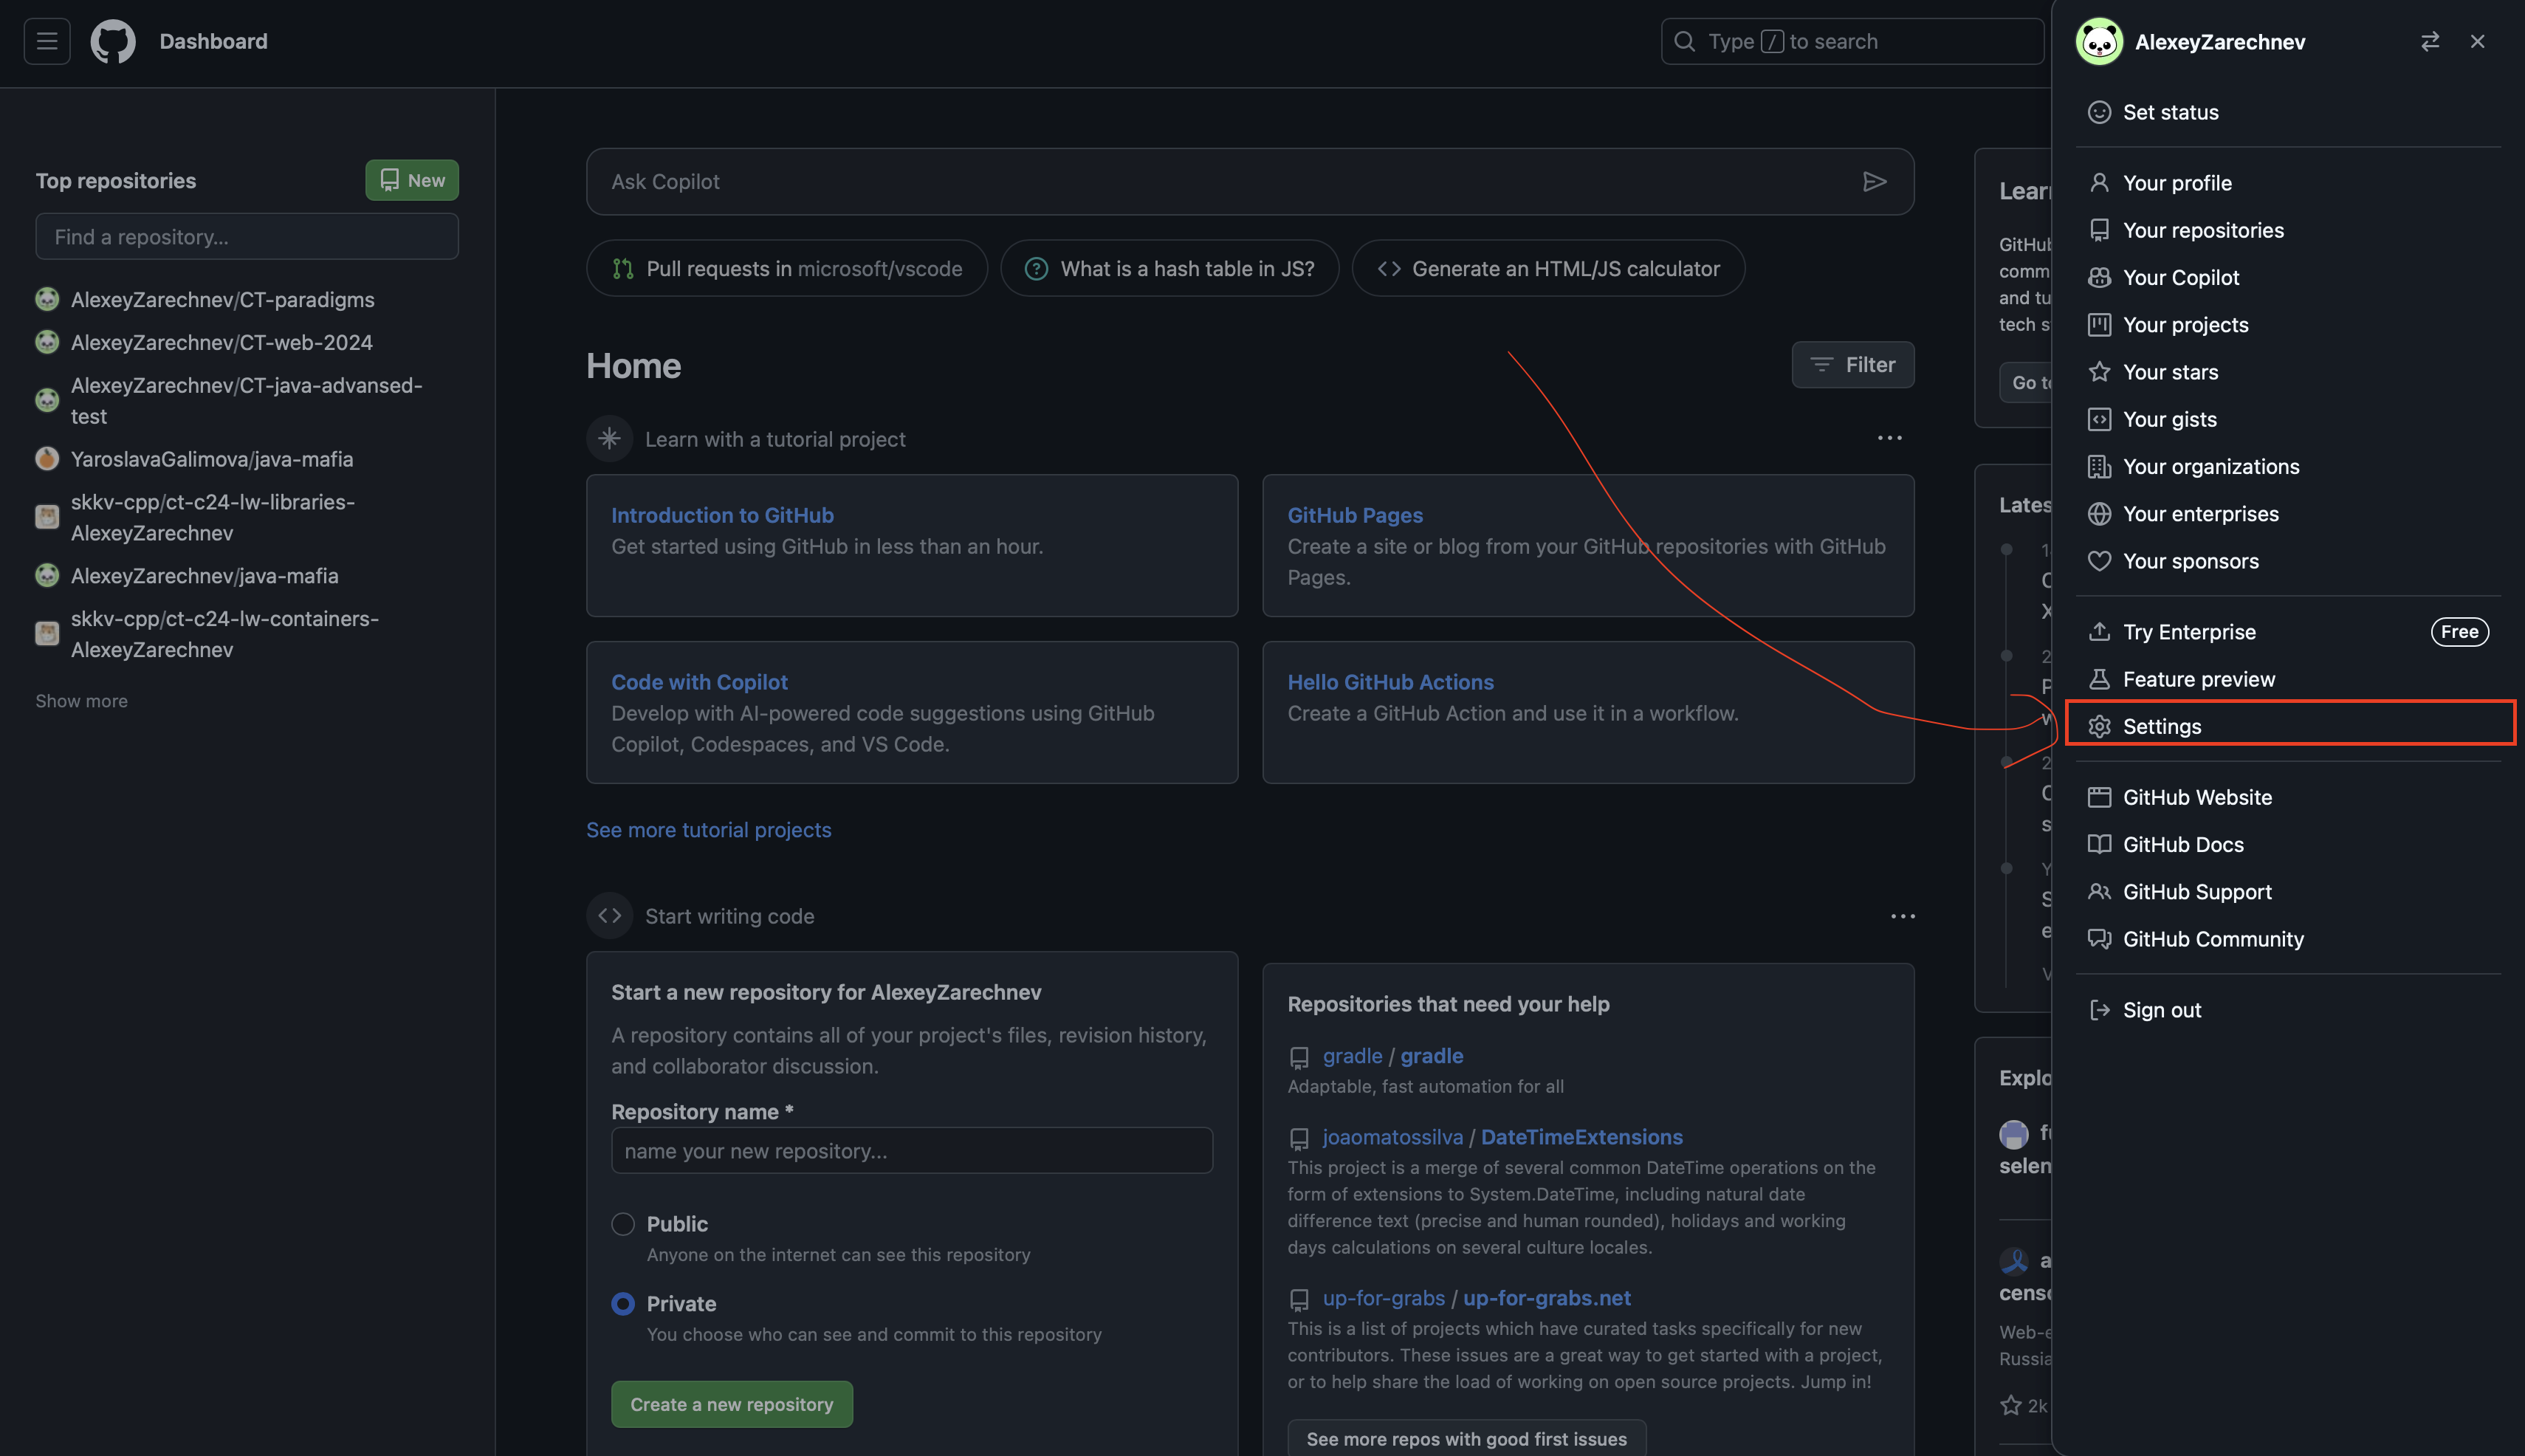 Dashboard
Type / to search
Top repositories
New
Find a repository...
AlexeyZarechnev/CT-paradigms
AlexeyZarechnev/CT-web-2024
AlexeyZarechnev/CT-java-advansed-
test
YaroslavaGalimova/java-mafia
skkv-cpp/ct-c24-lw-libraries-
AlexeyZarechnev
AlexeyZarechnev/java-mafia
skkv-cpp/ct-c24-lw-containers-
AlexeyZarechnev
Show more
Ask Copilot
Pull requests in microsoft/vscode
What is a hash table in JS?
Generate an HTML/JS calculator
Home
Filter
Learn with a tutorial project
Introduction to GitHub
Get started using GitHub in less than an hour.
GitHub Pages
Create a site or blog from your GitHub repositories with GitHub
Pages.
Code with Copilot
Develop with AI-powered code suggestions using GitHub
Copilot, Codespaces, and VS Code.
Hello GitHub Actions
Create a GitHub Action and use it in a workflow.
See more tutorial projects
Start writing code
Start a new repository for AlexeyZarechnev
A repository contains all of your project's files, revision history,
and collaborator discussion.
Repository name *
name your new repository...
Public
Anyone on the internet can see this repository
Private
You choose who can see and commit to this repository
Create a new repository
Repositories that need your help
gradle / gradle
Adaptable, fast automation for all
joaomatossilva / DateTimeExtensions
This project is a merge of several common DateTime operations on the
form of extensions to System.DateTime, including natural date
difference text (precise and human rounded), holidays and working
days calculations on several culture locales.
up-for-grabs / up-for-grabs.net
This is a list of projects which have curated tasks specifically for new
contributors. These issues are a great way to get started with a project,
or to help share the load of working on open source projects. Jump in!
See more repos with good first issues
and tu
tech s
2k
AlexeyZarechnev
Set status
Your profile
Your repositories
Your Copilot
Your projects
Your stars
Your gists
Your organizations
Your enterprises
Your sponsors
Try Enterprise
Free
Feature preview
Settings
GitHub Website
GitHub Docs
GitHub Support
GitHub Community
Sign out